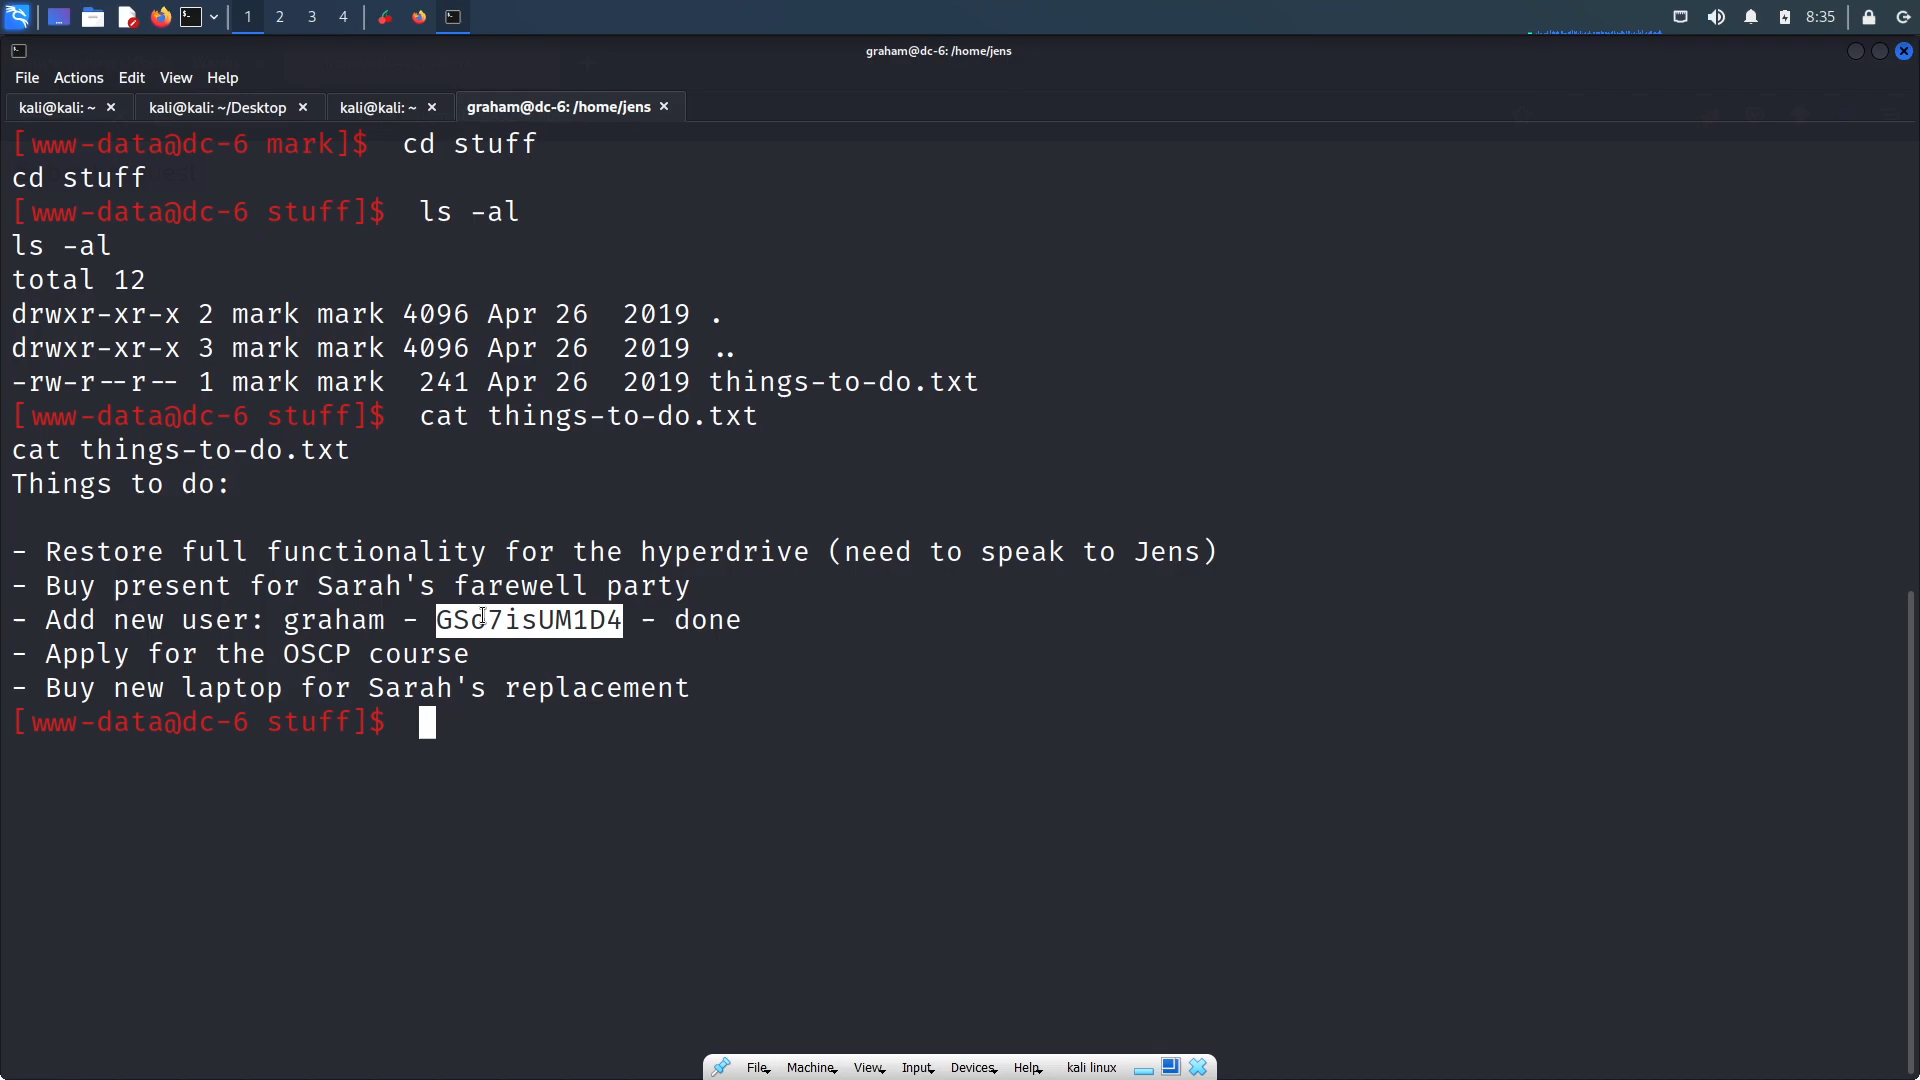 1 2 3 4 8:35
graham@dc-6: /home/jens
File Actions Edit View Help
kali@kali: ~ × kali@kali: ~/Desktop × kali@kali: ~ × graham@dc-6: /home/jens ×
[www-data@dc-6 mark]$ cd stuff
cd stuff
[www-data@dc-6 stuff]$ ls -al
ls -al
total 12
drwxr-xr-x 2 mark mark 4096 Apr 26 2019 .
drwxr-xr-x 3 mark mark 4096 Apr 26 2019 ..
-rw-r--r-- 1 mark mark 241 Apr 26 2019 things-to-do.txt
[www-data@dc-6 stuff]$ cat things-to-do.txt
cat things-to-do.txt
Things to do:
- Restore full functionality for the hyperdrive (need to speak to Jens)
- Buy present for Sarah's farewell party
- Add new user: graham - - done
- Apply for the OSCP course
- Buy new laptop for Sarah's replacement
[www-data@dc-6 stuff]$
File Machine View Input Devices Help kali linux